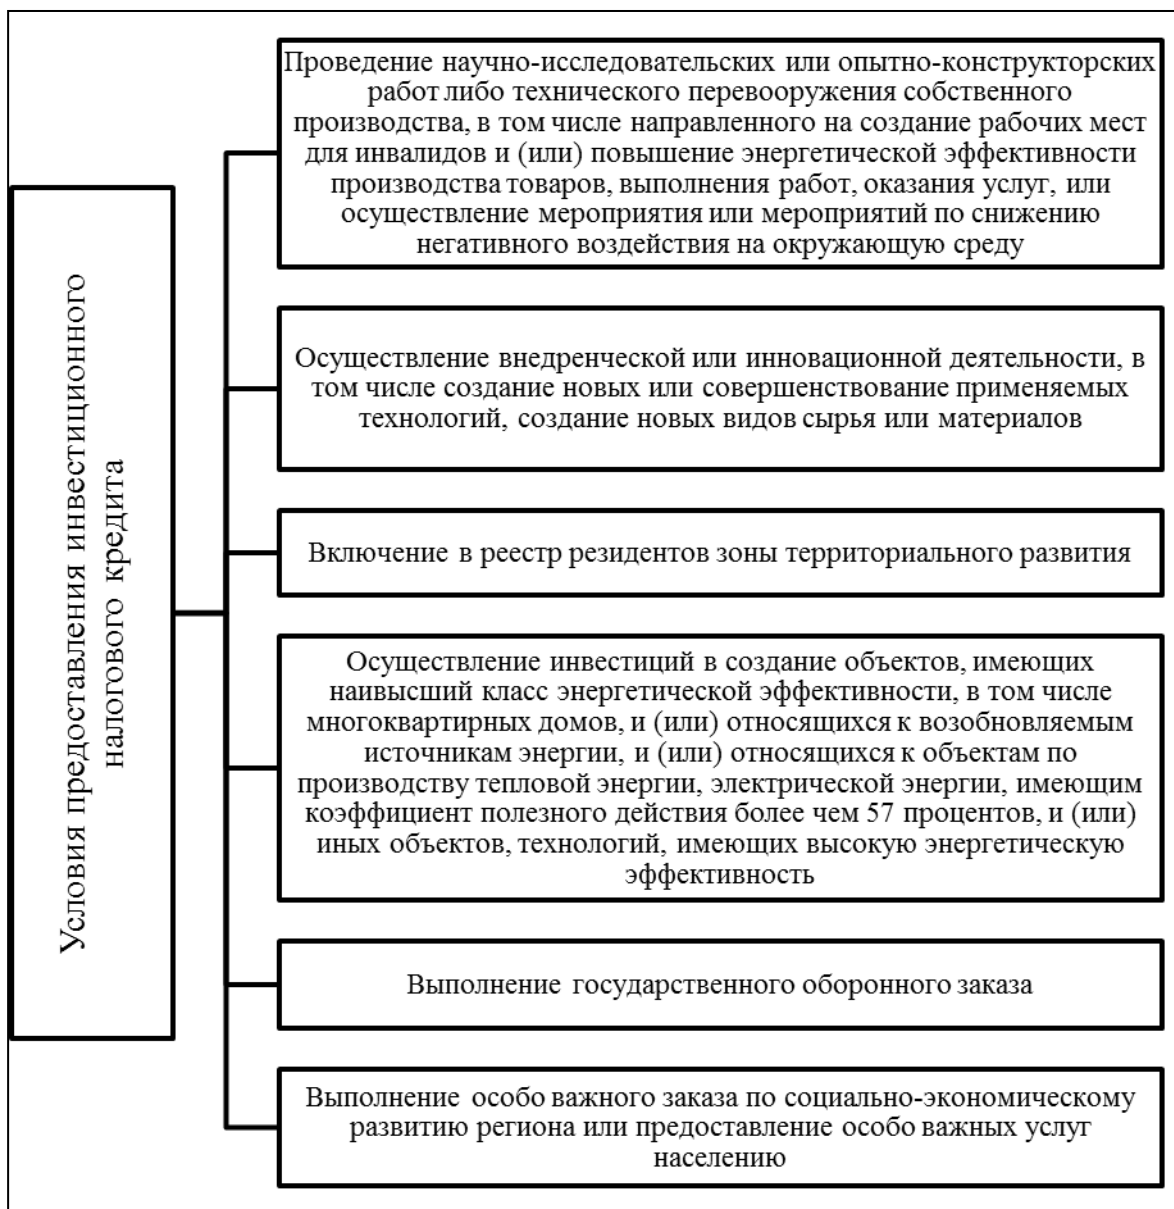 Условия предоставления инвестиционного
налогового кредита
Проведение научно-исследовательских или опытно-конструкторских
работ либо технического перевооружения собственного
производства, в том числе направленного на создание рабочих мест
для инвалидов и (или) повышение энергетической эффективности
производства товаров, выполнения работ, оказания услуг, или
осуществление мероприятия или мероприятий по снижению
негативного воздействия на окружающую среду
Осуществление внедренческой или инновационной деятельности, в
том числе создание новых или совершенствование применяемых
технологий, создание новых видов сырья или материалов
Включение в реестр резидентов зоны территориального развития
Осуществление инвестиций в создание объектов, имеющих
наивысший класс энергетической эффективности, в том числе
многоквартирных домов, и (или) относящихся к возобновляемым
источникам энергии, и (или) относящихся к объектам по
производству тепловой энергии, электрической энергии, имеющим
коэффициент полезного действия более чем 57 процентов, и (или)
иных объектов, технологий, имеющих высокую энергетическую
эффективность
Выполнение государственного оборонного заказа
Выполнение особо важного заказа по социально-экономическому
развитию региона или предоставление особо важных услуг
населению